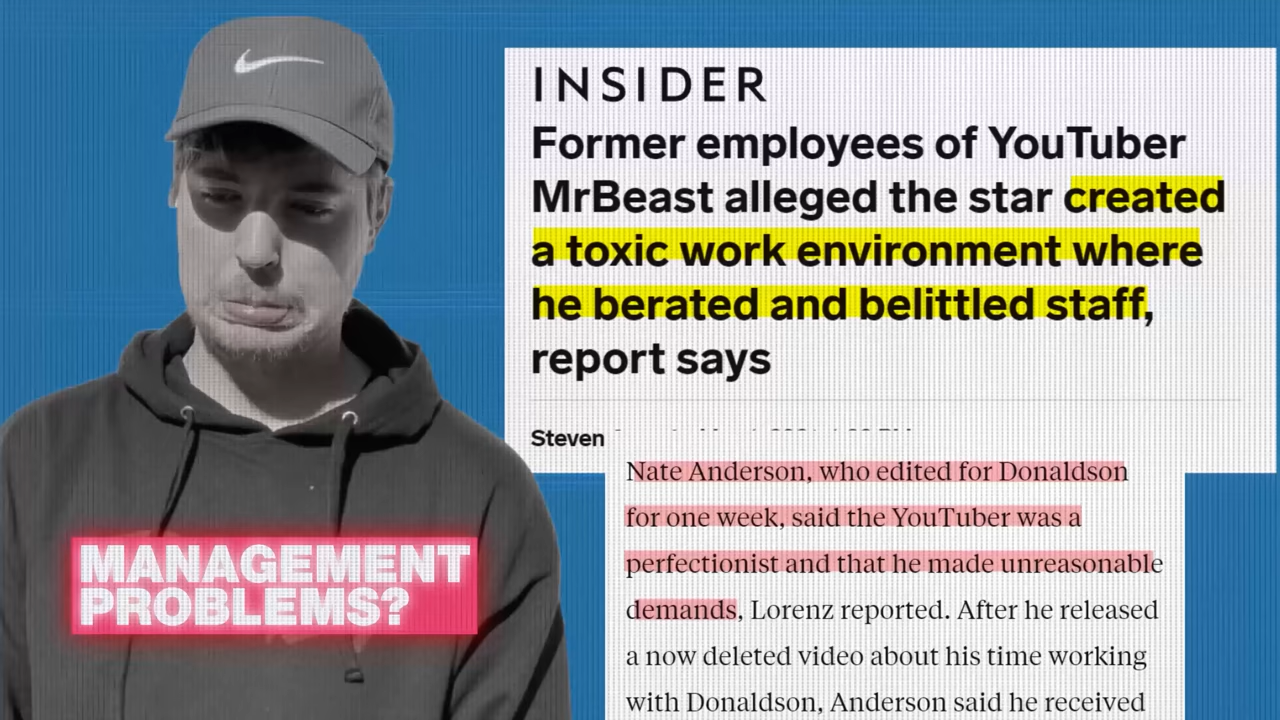 INSIDER
Former employees of YouTuber
MrBeast alleged the star created
a toxic work environment where
he berated and belittled staff,
report says
Steven
Nate Anderson, who edited for Donaldson
for one week, said the YouTuber was a
perfectionist and that he made unreasonable
demands, Lorenz reported. After he released
a now deleted video about his time working
with Donaldson, Anderson said he received
MANAGEMENT
PROBLEMS?